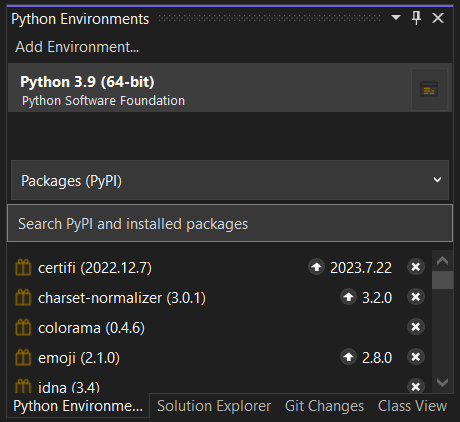 Python Environments
Add Environment...
Python 3.9 (64-bit)
Python Software Foundation
Packages (PyPI)
Search PyPI and installed packages
certifi (2022.12.7) 2023.7.22
charset-normalizer (3.0.1) 3.2.0
colorama (0.4.6)
emoji (2.1.0) 2.8.0
idna (3.4)
Python Environme... Solution Explorer Git Changes Class View